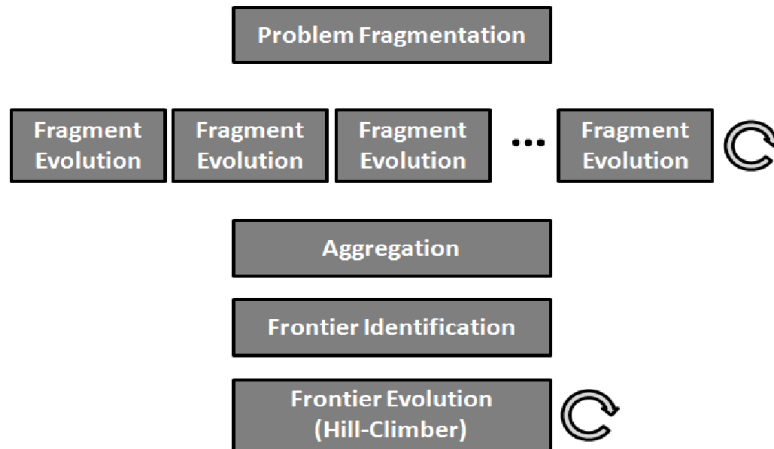 Problem Fragmentation
Fragment Evolution
Fragment Evolution
Fragment Evolution
...
Fragment Evolution
Aggregation
Frontier Identification
Frontier Evolution
(Hill-Climber)